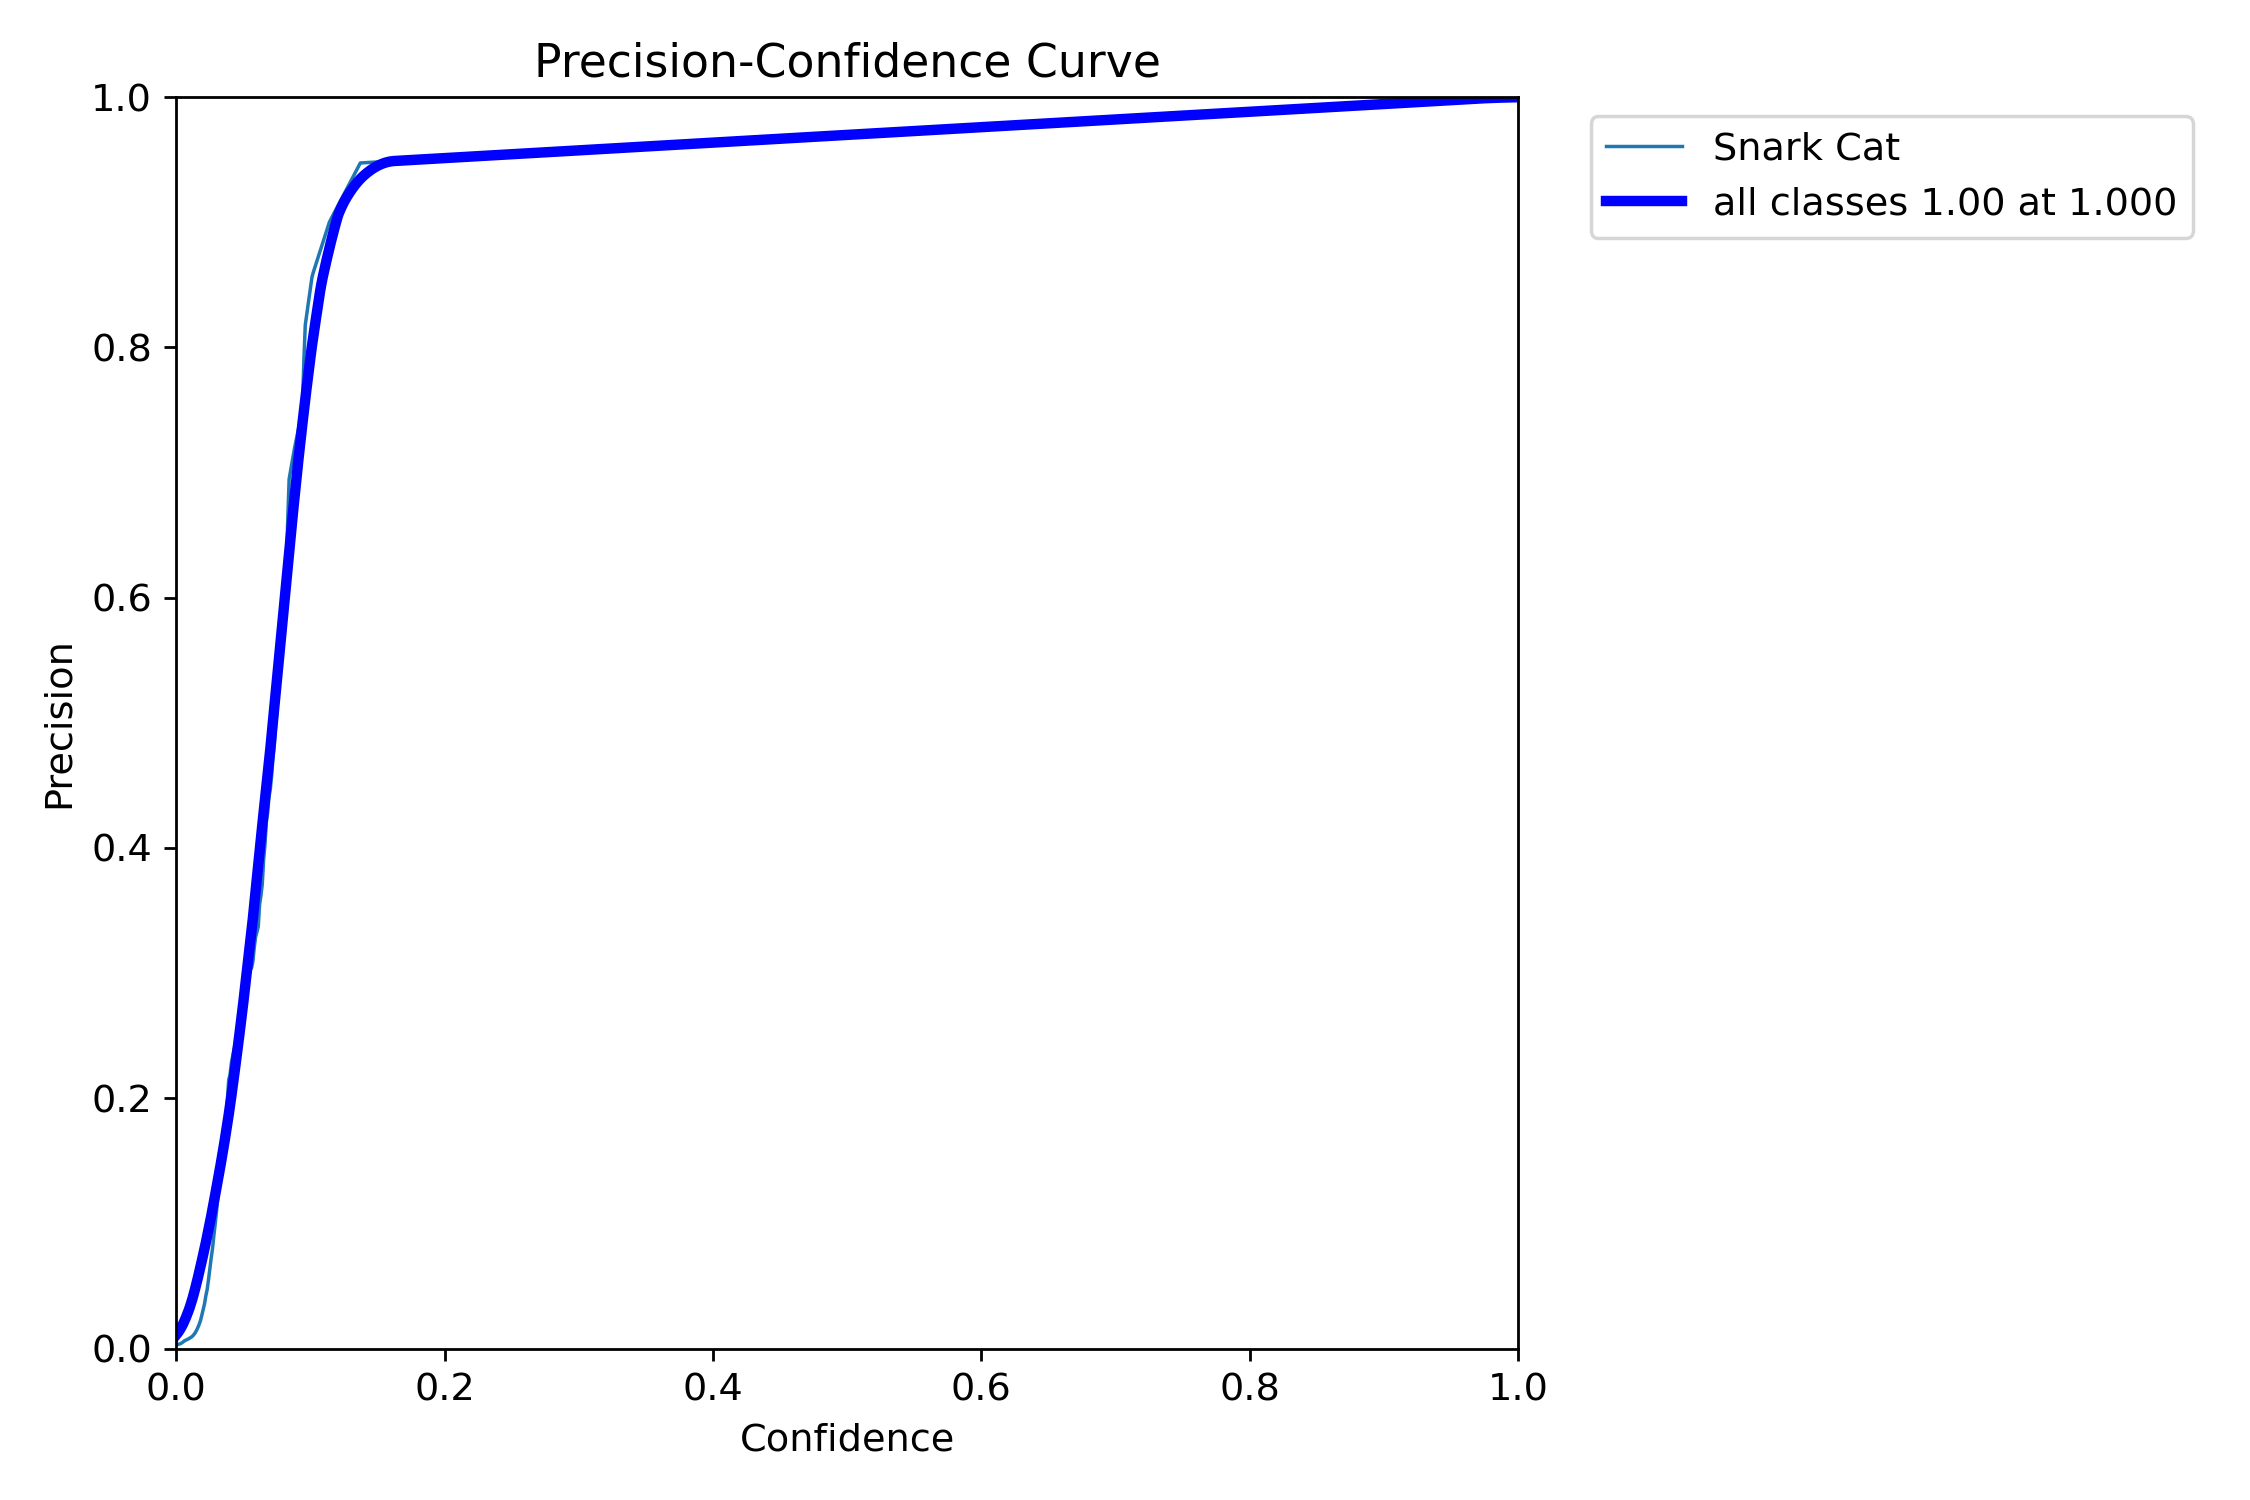 Precision-Confidence Curve
1.0
0.8
0.6
0.4
0.2
0.0
Precision
0.0 0.2 0.4 0.6 0.8 1.0
Confidence
Snark Cat
all classes 1.00 at 1.000